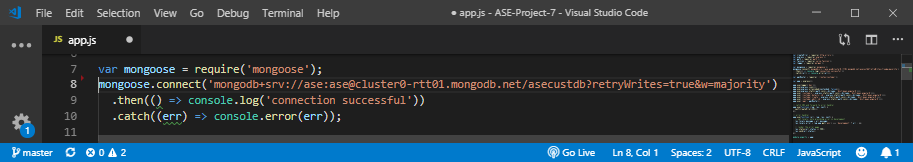 File Edit Selection View Go Debug Terminal Help ● app.js - ASE-Project-7 - Visual Studio Code
JS app.js ●
7 var mongoose = require('mongoose');
8 mongoose.connect('mongodb+srv://ase:ase@cluster0-rtt01.mongodb.net/asecustdb?retryWrites=true&w=majority')
9 .then(() => console.log('connection successful'))
10 .catch((err) => console.error(err));
11
1
master 0 2 Go Live Ln 8, Col 1 Spaces: 2 UTF-8 CRLF JavaScript 1